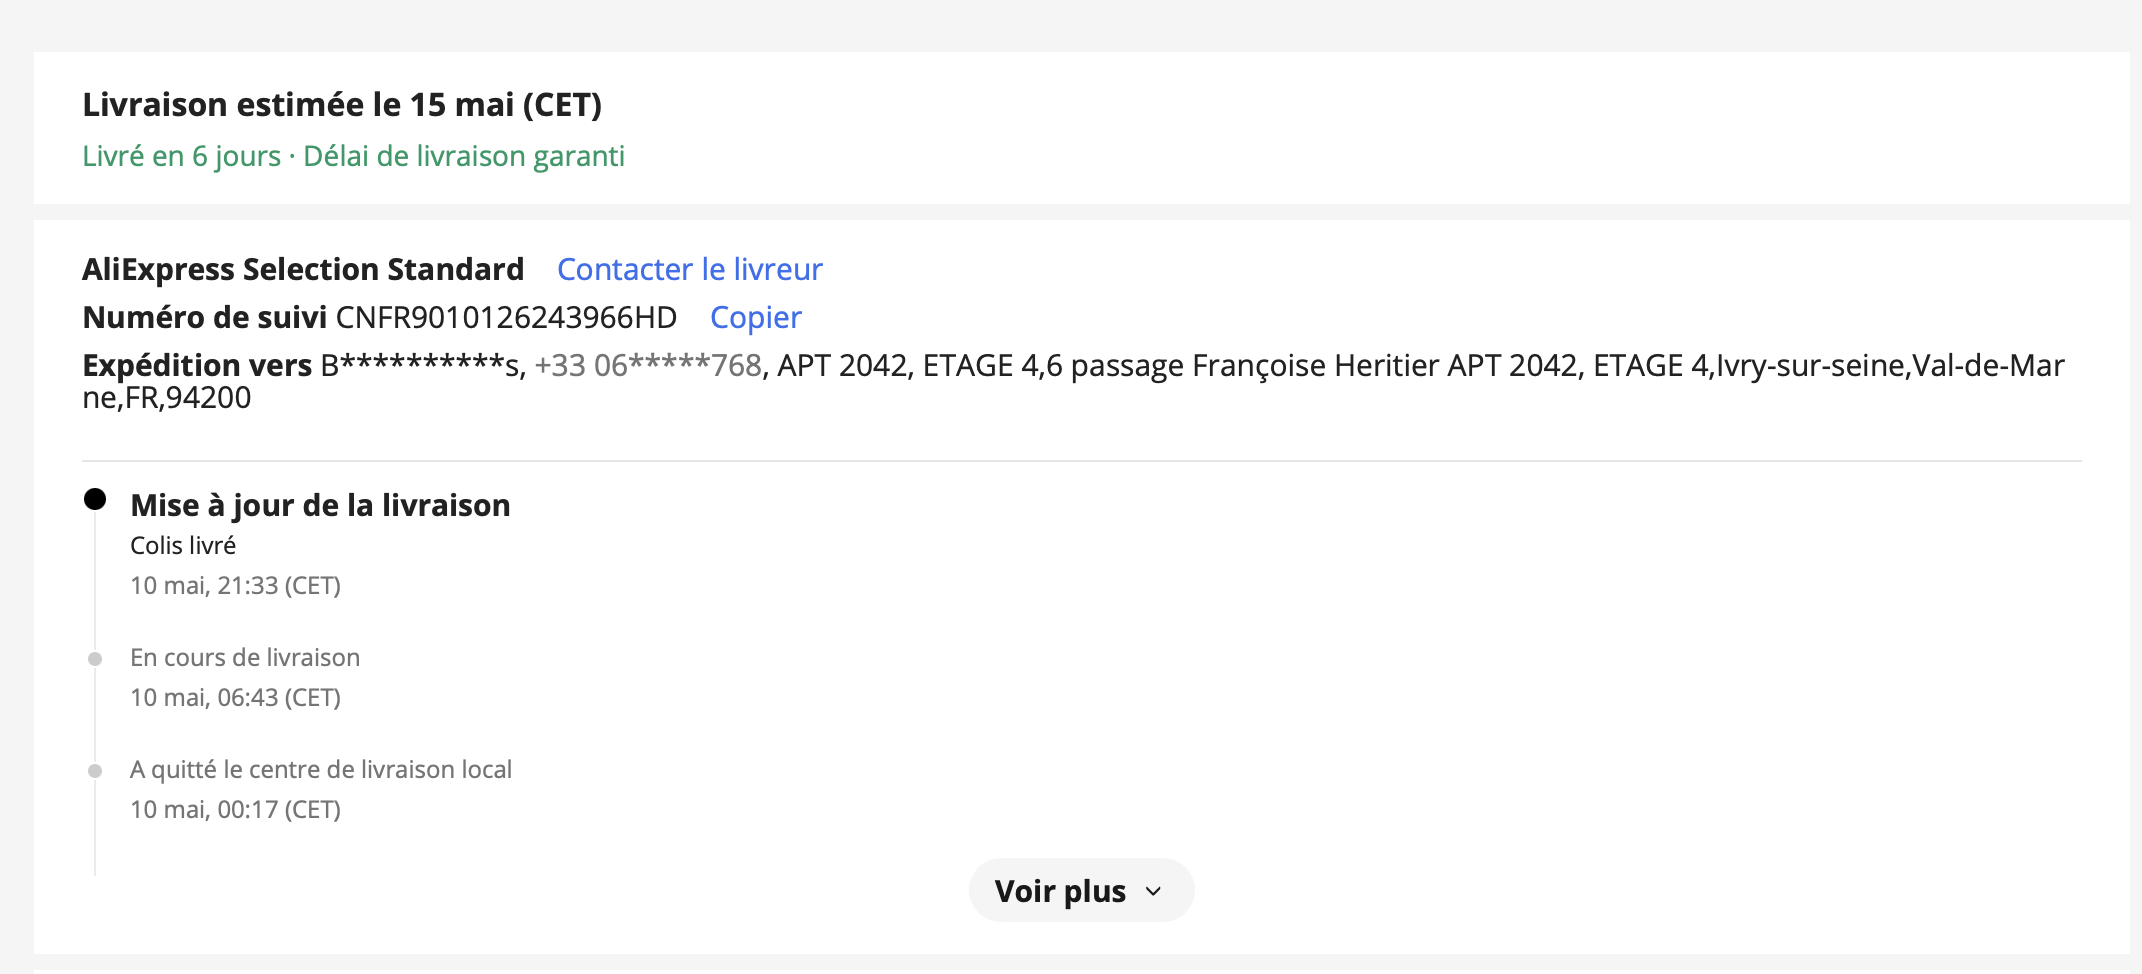 Livraison estimée le 15 mai (CET)
Livré en 6 jours · Délai de livraison garanti
AliExpress Selection Standard Contacter le livreur
Numéro de suivi CNFR9010126243966HD Copier
Expédition vers B**********s, +33 06*****768, APT 2042, ETAGE 4,6 passage Françoise Heritier APT 2042, ETAGE 4,Ivry-sur-seine,Val-de-Mar
ne,FR,94200
Mise à jour de la livraison
Colis livré
10 mai, 21:33 (CET)
En cours de livraison
10 mai, 06:43 (CET)
A quitté le centre de livraison local
10 mai, 00:17 (CET)
Voir plus